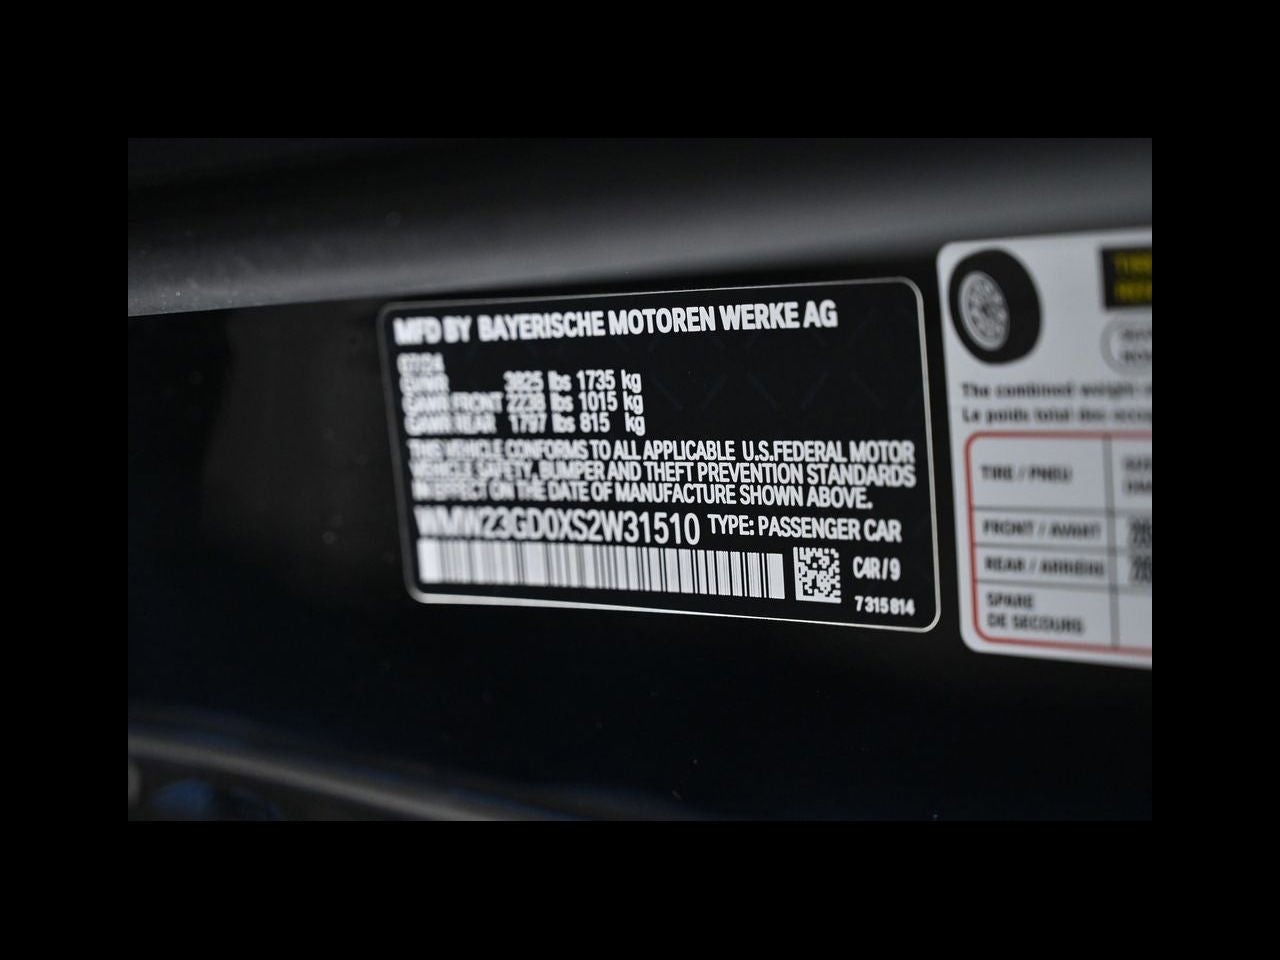 MFD BY BAYERISCHE MOTOREN WERKE AG
07/24
GVWR 3825 lbs 1735 kg
GAWR FRONT 2238 lbs 1015 kg
GAWR REAR 1797 lbs 815 kg
THIS VEHICLE CONFORMS TO ALL APPLICABLE U.S.FEDERAL MOTOR
VEHICLE SAFETY, BUMPER AND THEFT PREVENTION STANDARDS
IN EFFECT ON THE DATE OF MANUFACTURE SHOWN ABOVE.
WMW23GD0XS2W31510 TYPE: PASSENGER CAR
C4R/9
7315814
The combined weight
Le poids total des
TIRE / PNEU
FRONT / AVANT
REAR / ARRIÈRE
SPARE
DE SECOURS